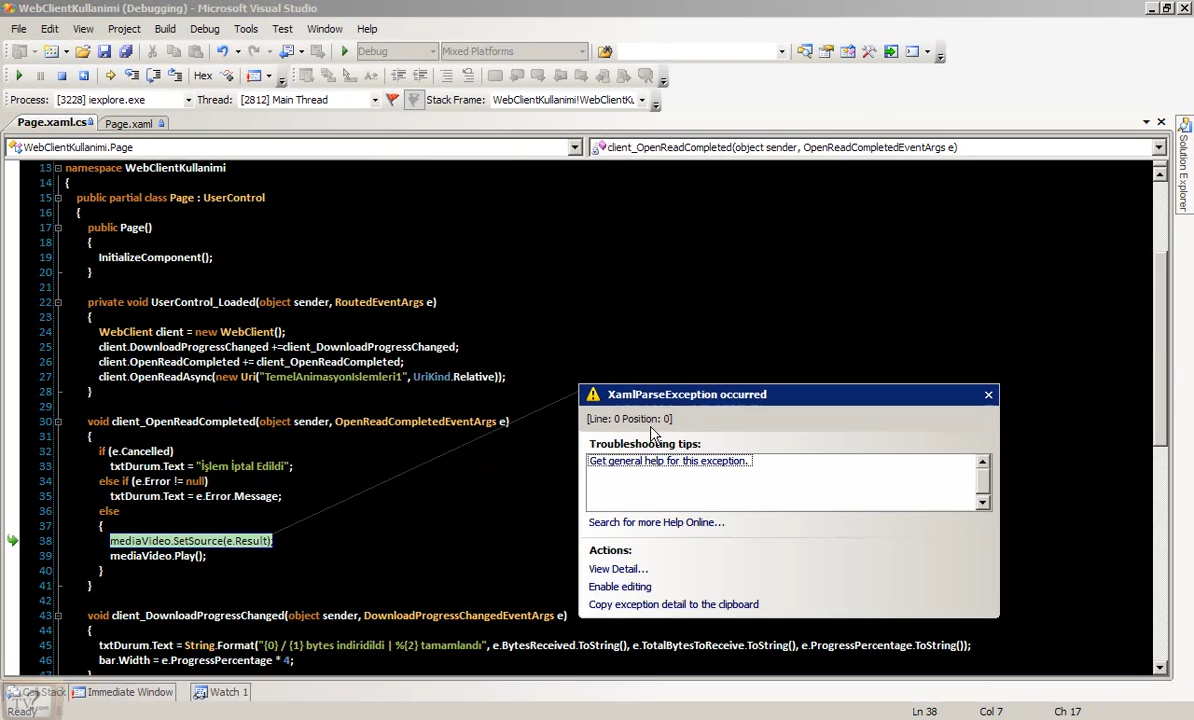 WebClientKullanimi (Debugging) - Microsoft Visual Studio
File Edit View Project Build Debug Tools Test Window Help
Debug Mixed Platforms
Hex
Process: [3228] iexplore.exe Thread: [2812] Main Thread Stack Frame: WebClientKullanimi!WebClientKu
Page.xaml.cs Page.xaml
WebClientKullanimi.Page client_OpenReadCompleted(object sender, OpenReadCompletedEventArgs e)
Solution Explorer
13 namespace WebClientKullanimi
14 {
15 public partial class Page : UserControl
16 {
17 public Page()
18 {
19 InitializeComponent();
20 }
21
22 private void UserControl_Loaded(object sender, RoutedEventArgs e)
23 {
24 WebClient client = new WebClient();
25 client.DownloadProgressChanged +=client_DownloadProgressChanged;
26 client.OpenReadCompleted += client_OpenReadCompleted;
27 client.OpenReadAsync(new Uri("TemelAnimasyonIslemleri1", UriKind.Relative));
28 }
29
30 void client_OpenReadCompleted(object sender, OpenReadCompletedEventArgs e)
31 {
32 if (e.Cancelled)
33 txtDurum.Text = "İşlem İptal Edildi";
34 else if (e.Error != null)
35 txtDurum.Text = e.Error.Message;
36 else
37 {
38 mediaVideo.SetSource(e.Result);
39 mediaVideo.Play();
40 }
41 }
42
43 void client_DownloadProgressChanged(object sender, DownloadProgressChangedEventArgs e)
44 {
45 txtDurum.Text = String.Format("{0} / {1} bytes indiridildi | %{2} tamamlandı", e.BytesReceived.ToString(), e.TotalBytesToReceive.ToString(), e.ProgressPercentage.ToString());
46 bar.Width = e.ProgressPercentage * 4;
XamlParseException occurred
[Line: 0 Position: 0]
Troubleshooting tips:
Get general help for this exception.
Search for more Help Online...
Actions:
View Detail...
Enable editing
Copy exception detail to the clipboard
Call Stack Immediate Window Watch 1
Ready Ln 38 Col 7 Ch 17